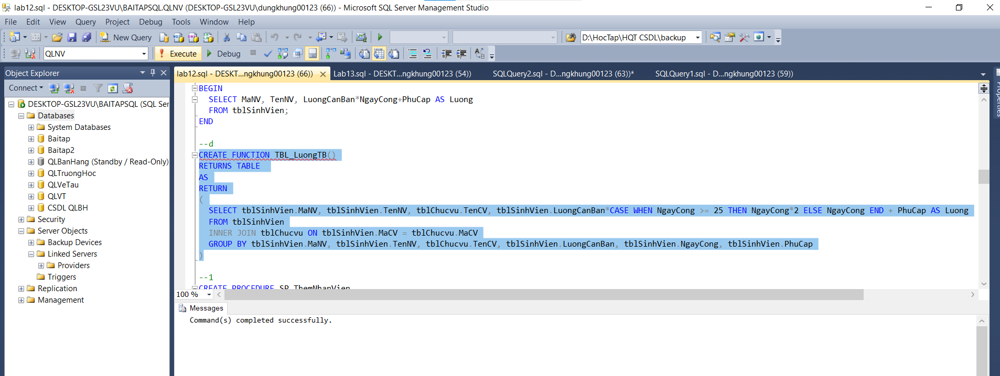 lab12.sql - DESKTOP-GSL23VU\BAITAPSQL.QLNV (DESKTOP-GSL23VU\dungkhung00123 (66)) - Microsoft SQL Server Management Studio
File Edit View Query Project Debug Tools Window Help
New Query
D:\HocTap\HQT CSDL\backup
QLNV
Execute
Debug
Object Explorer
Connect
DESKTOP-GSL23VU\BAITAPSQL (SQL Ser
Databases
System Databases
Baitap
Baitap2
QLBanHang (Standby / Read-Only)
QLTruongHoc
QLVeTau
QLVT
CSDL QLBH
Security
Server Objects
Backup Devices
Linked Servers
Providers
Triggers
Replication
Management
lab12.sql - DESKT...ngkhung00123 (66))
Lab13.sql - DESKT...ngkhung00123 (54))
SQLQuery2.sql - D...ngkhung00123 (63))*
SQLQuery1.sql - D...ngkhung00123 (59))
BEGIN
SELECT MaNV, TenNV, LuongCanBan*NgayCong+PhuCap AS Luong
FROM tblSinhVien;
END
--d
CREATE FUNCTION TBL_LuongTB()
RETURNS TABLE
AS
RETURN
(
SELECT tblSinhVien.MaNV, tblSinhVien.TenNV, tblChucvu.TenCV, tblSinhVien.LuongCanBan*CASE WHEN NgayCong >= 25 THEN NgayCong*2 ELSE NgayCong END + PhuCap AS Luong
FROM tblSinhVien
INNER JOIN tblChucvu ON tblSinhVien.MaCV = tblChucvu.MaCV
GROUP BY tblSinhVien.MaNV, tblSinhVien.TenNV, tblChucvu.TenCV, tblSinhVien.LuongCanBan, tblSinhVien.NgayCong, tblSinhVien.PhuCap
)
--1
CREATE PROCEDURE SP_ThemNhanVien
100 %
Messages
Command(s) completed successfully.
Properties